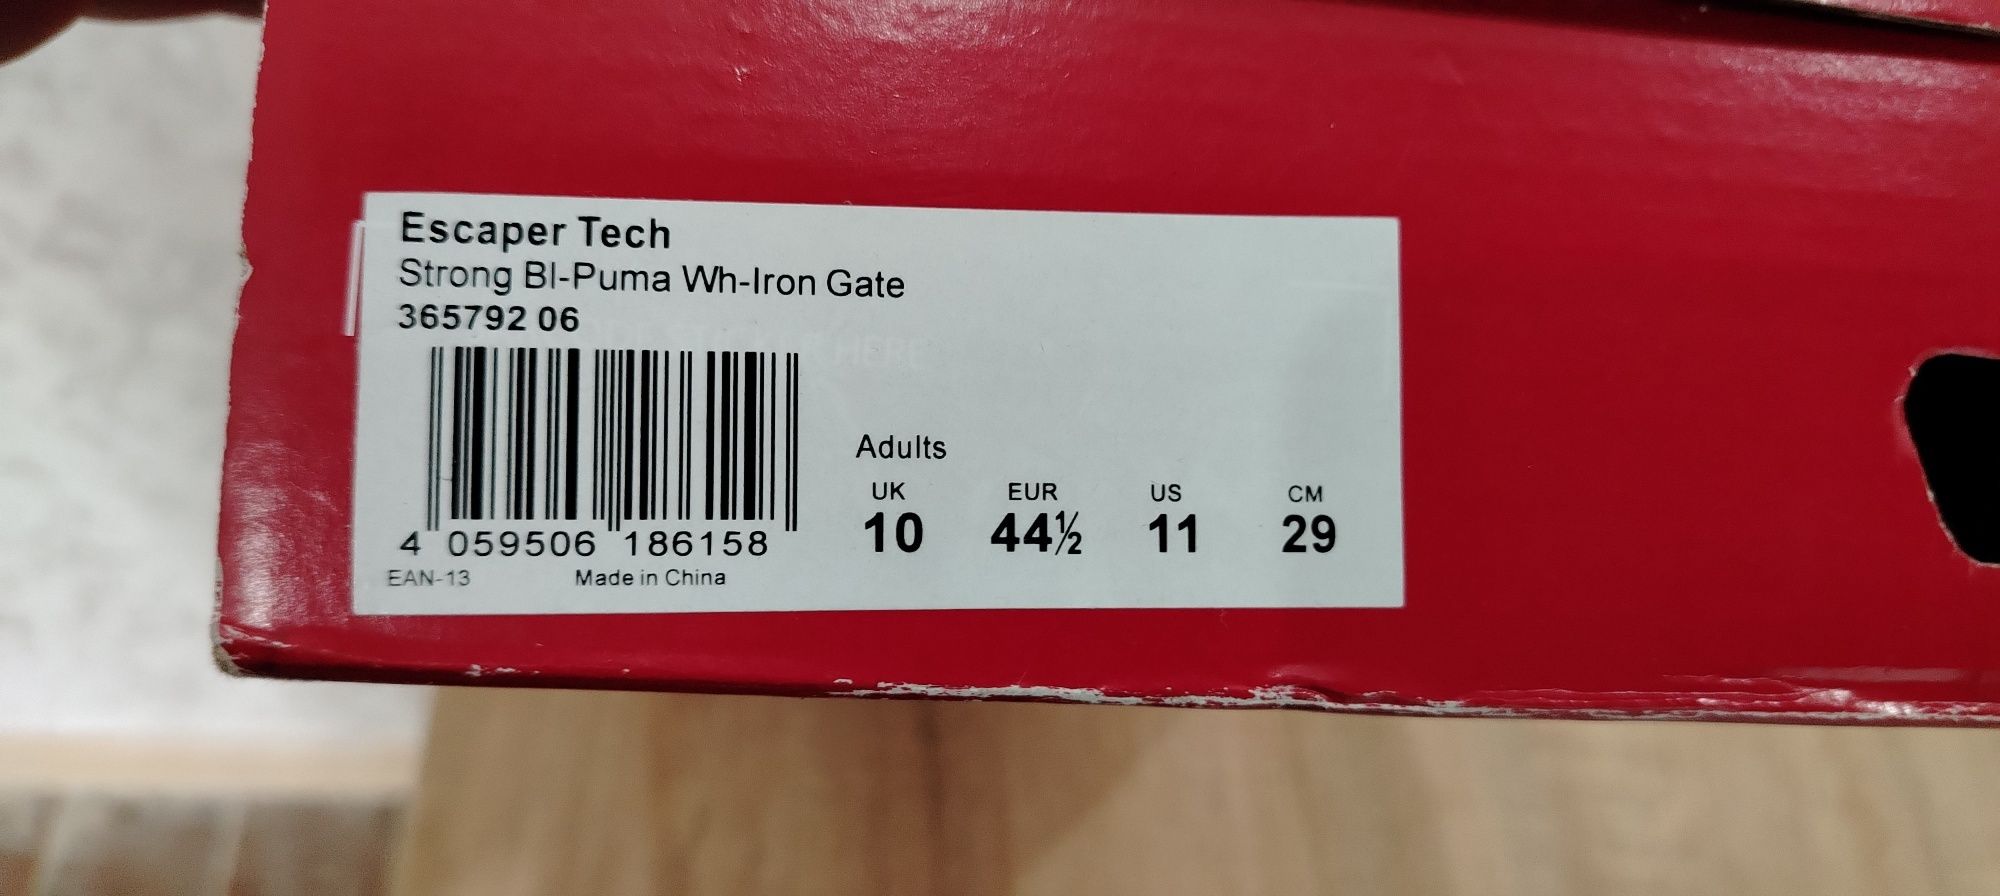 Escaper Tech
Strong Bl-Puma Wh-Iron Gate
365792 06
HERE
Adults
UK EUR US CM
10 44½ 11 29
4 059506 186158
EAN-13 Made in China